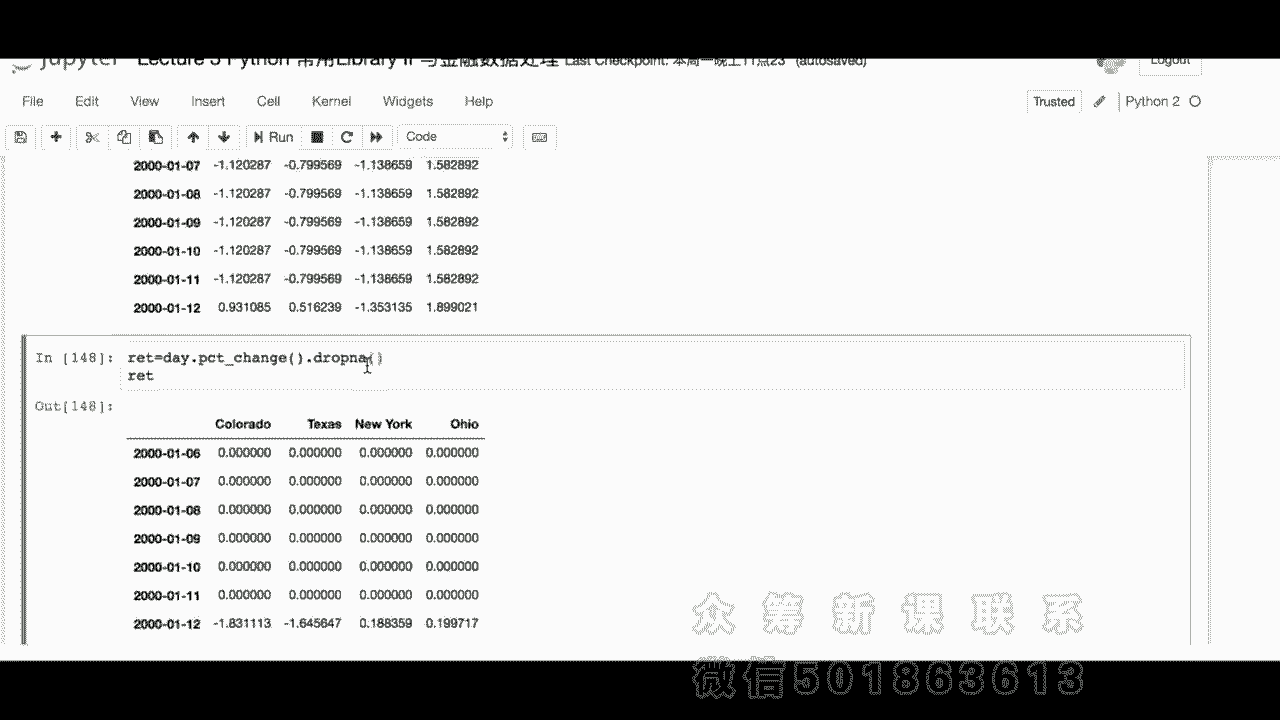 Jupyter Lecture 3 Python 常用Library II 与金融数据处理 Last Checkpoint: 本周一晚上11点23 (autosaved) Logout
File Edit View Insert Cell Kernel Widgets Help Trusted Python 2
Run Code
2000-01-07 -1.120287 -0.799569 -1.138659 1.582892
2000-01-08 -1.120287 -0.799569 -1.138659 1.582892
2000-01-09 -1.120287 -0.799569 -1.138659 1.582892
2000-01-10 -1.120287 -0.799569 -1.138659 1.582892
2000-01-11 -1.120287 -0.799569 -1.138659 1.582892
2000-01-12 0.931085 0.516239 -1.353135 1.899021
In [148]: ret=day.pct_change().dropna()
ret
Out[148]:
Colorado Texas New York Ohio
2000-01-06 0.000000 0.000000 0.000000 0.000000
2000-01-07 0.000000 0.000000 0.000000 0.000000
2000-01-08 0.000000 0.000000 0.000000 0.000000
2000-01-09 0.000000 0.000000 0.000000 0.000000
2000-01-10 0.000000 0.000000 0.000000 0.000000
2000-01-11 0.000000 0.000000 0.000000 0.000000
2000-01-12 -1.831113 -1.645647 0.188359 0.199717
众筹新课联系
微信501863613